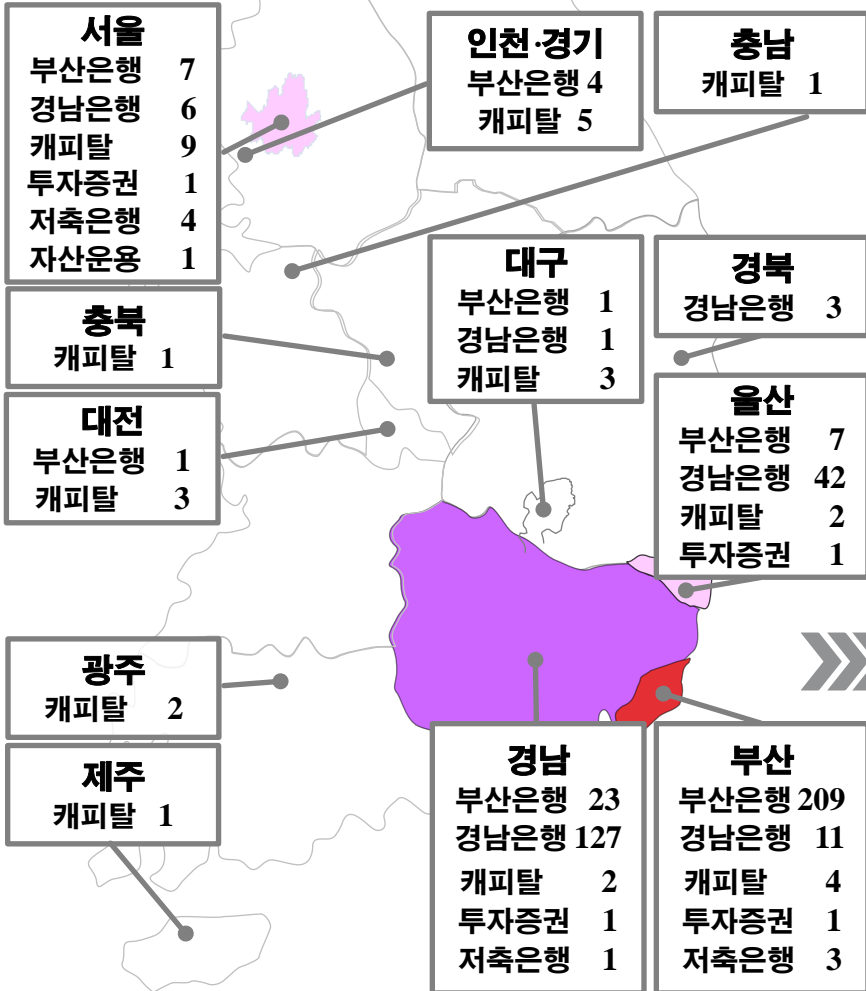 서울
부산은행 7
경남은행 6
캐피탈 9
투자증권 1
저축은행 4
자산운용 1
인천·경기
부산은행 4
캐피탈 5
충남
캐피탈 1
충북
캐피탈 1
대전
부산은행 1
캐피탈 3
대구
부산은행 1
경남은행 1
캐피탈 3
경북
경남은행 3
울산
부산은행 7
경남은행 42
캐피탈 2
투자증권 1
광주
캐피탈 2
제주
캐피탈 1
경남
부산은행 23
경남은행 127
캐피탈 2
투자증권 1
저축은행 1
부산
부산은행 209
경남은행 11
캐피탈 4
투자증권 1
저축은행 3